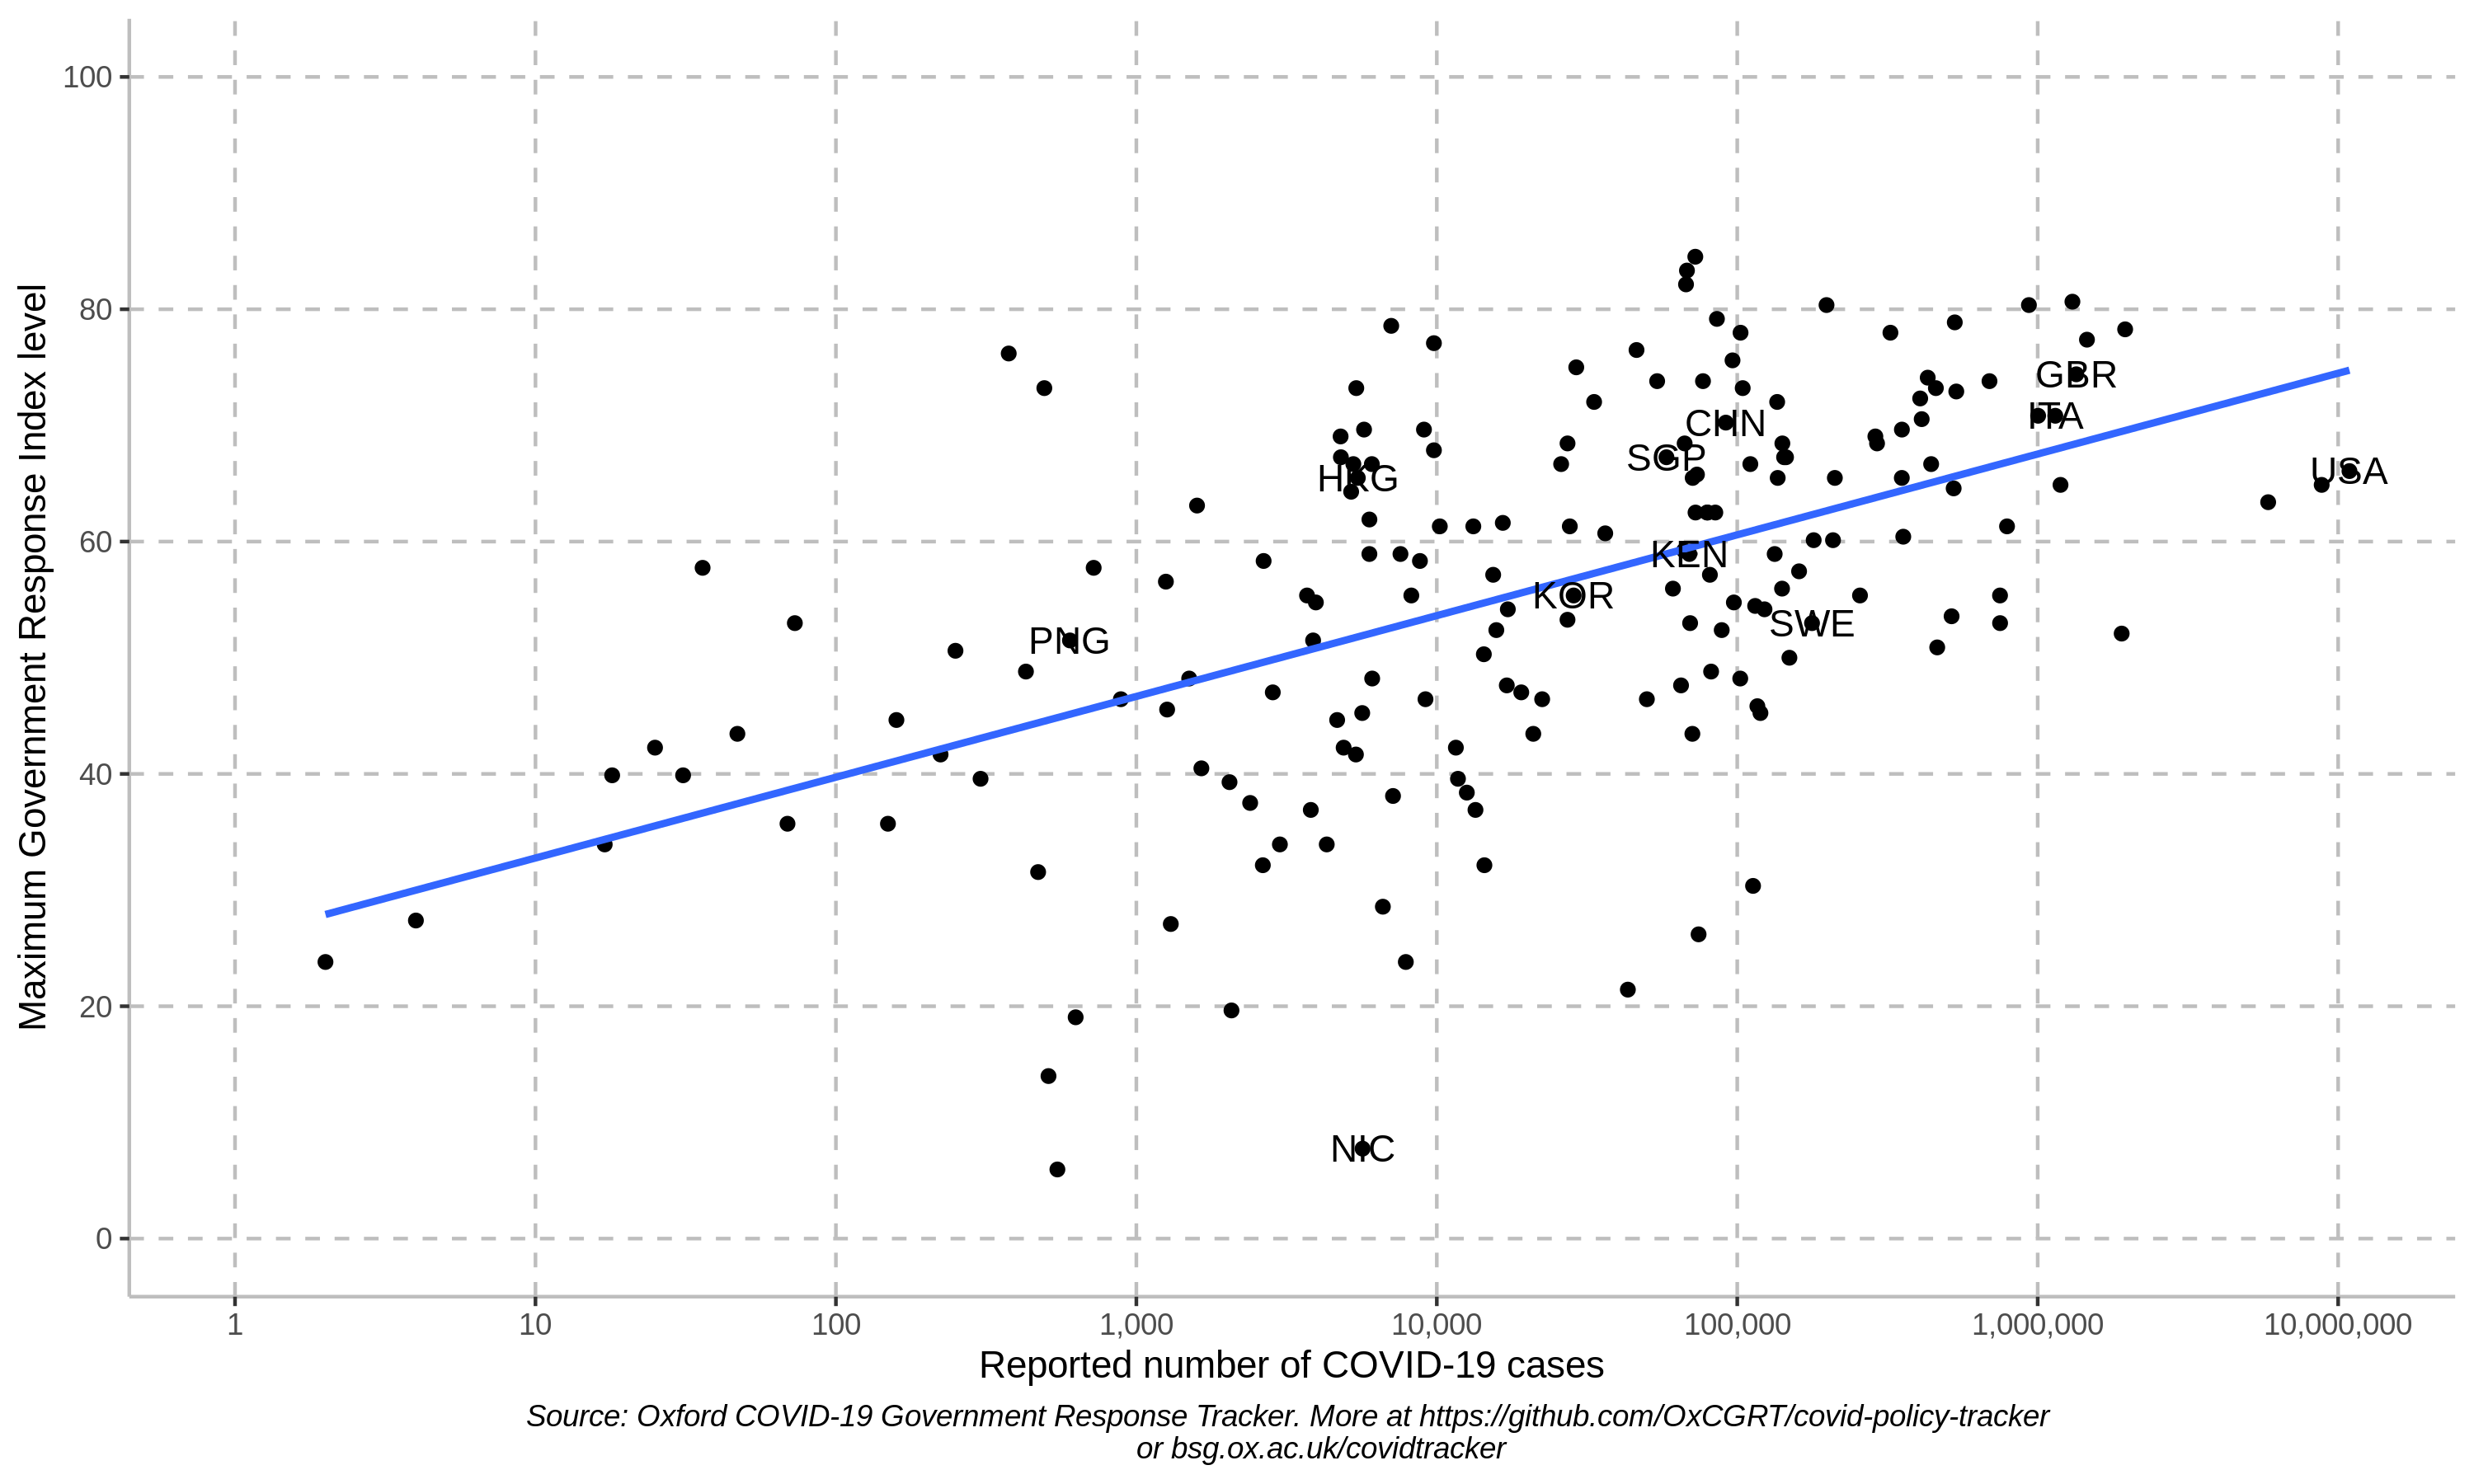 Maximum Government Response Index level
100
80
60
40
20
0
GBR
ITA
CHN
SGP
HKG
USA
KEN
KOR
SWE
PNG
NIC
1
10
100
1,000
10,000
100,000
1,000,000
10,000,000
Reported number of COVID-19 cases
Source: Oxford COVID-19 Government Response Tracker. More at https://github.com/OxCGRT/covid-policy-tracker
or bsg.ox.ac.uk/covidtracker